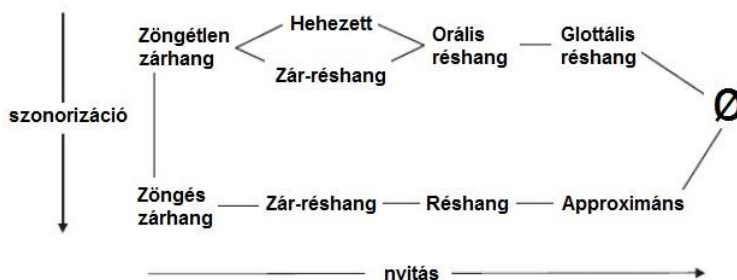 Zöngétlen
zárhang
Hehezett
Zár-réshang
Orális
réshang
Glottális
réshang
szonorizáció
Ø
Zöngés
zárhang
Zár-réshang
Réshang
Approximáns
nyitás